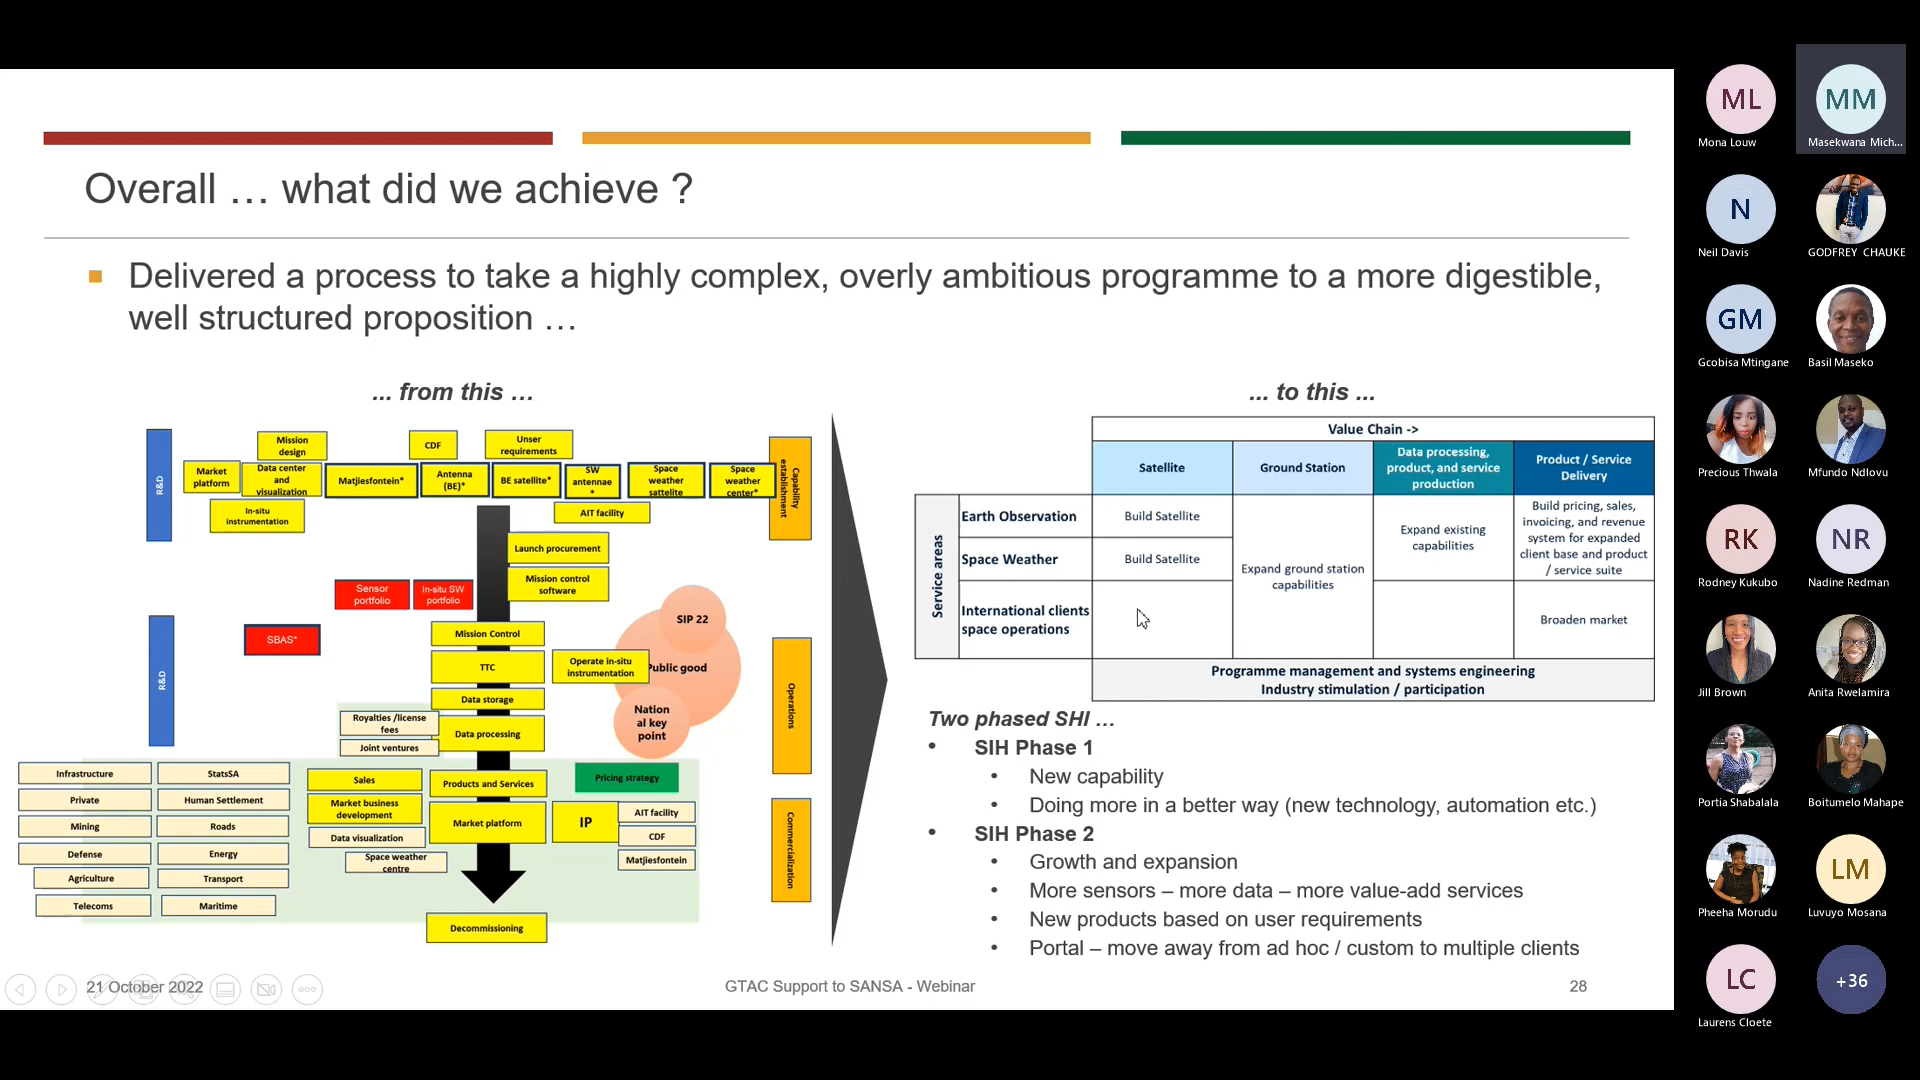 Overall … what did we achieve ?
Delivered a process to take a highly complex, overly ambitious programme to a more digestible,
well structured proposition …
... from this …
R&D
Mission
design
CDF
Unser
requirements
Market
platform
Data center
and
visualization
Matjiesfontein*
Antenna
(BE)*
BE satellite*
SW
antennae
*
Space
weather
sattelite
Space
weather
center*
Capability
establishment
In-situ
instrumentation
AIT facility
Launch procurement
Mission control
software
Sensor
portfolio
In-situ SW
portfolio
SBAS*
R&D
Mission Control
TTC
Operate in-situ
instrumentation
SIP 22
Public good
Nation
al key
point
Data storage
Data processing
Royalties /license
fees
Joint ventures
Operations
Infrastructure
StatsSA
Private
Human Settlement
Mining
Roads
Defense
Energy
Agriculture
Transport
Telecoms
Maritime
Sales
Market business
development
Data visualization
Space weather
centre
Products and Services
Market platform
Pricing strategy
IP
AIT facility
CDF
Matjiesfontein
Commercialization
Decommissioning
... to this ...
Value Chain ->
Satellite
Ground Station
Data processing,
product, and service
production
Product / Service
Delivery
Service areas
Earth Observation
Build Satellite
Space Weather
Build Satellite
International clients
space operations
Expand ground station
capabilities
Expand existing
capabilities
Build pricing, sales,
invoicing, and revenue
system for expanded
client base and product
/ service suite
Broaden market
Programme management and systems engineering
Industry stimulation / participation
Two phased SHI …
SIH Phase 1
New capability
Doing more in a better way (new technology, automation etc.)
SIH Phase 2
Growth and expansion
More sensors – more data – more value-add services
New products based on user requirements
Portal – move away from ad hoc / custom to multiple clients
21 October 2022
GTAC Support to SANSA - Webinar
28
ML
Mona Louw
MM
Masekwana Mich...
N
Neil Davis
GODFREY CHAUKE
GM
Gcobisa Mtingane
Basil Maseko
Precious Thwala
Mfundo Ndlovu
RK
Rodney Kukubo
NR
Nadine Redman
Jill Brown
Anita Rwelamira
Portia Shabalala
Boitumelo Mahape
Pheeha Morudu
LM
Luvuyo Mosana
LC
Laurens Cloete
+36